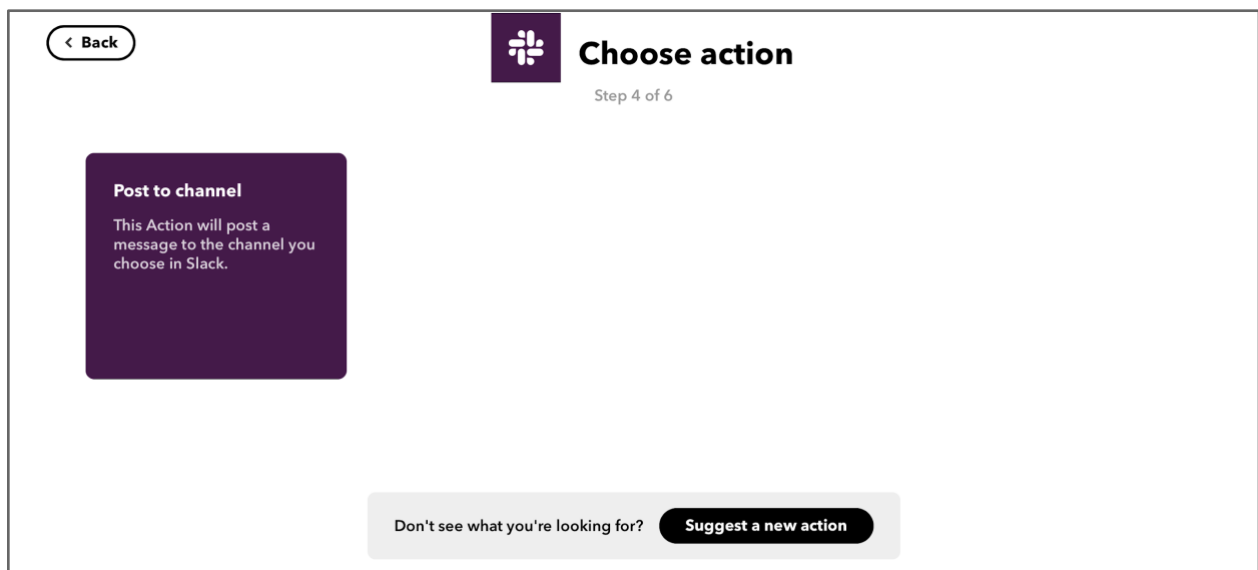 Back
Choose action
Step 4 of 6
Post to channel
This Action will post a
message to the channel you
choose in Slack.
Don't see what you're looking for?
Suggest a new action